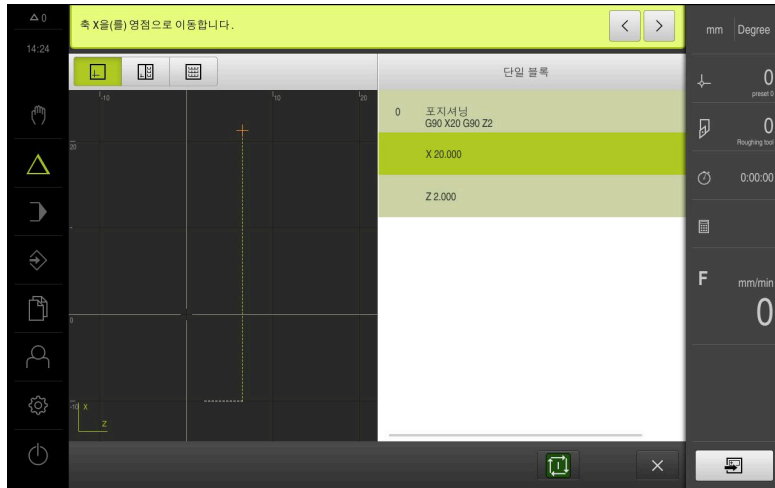 △ 0
14:24
축 X을(를) 영점으로 이동합니다.
mm Degree
단일 블록
-10
10
20
20
0
-10
X
Z
0 포지셔닝
G90 X20 G90 Z2
X 20.000
Z 2.000
0
preset 0
0
Roughing tool
0:00:00
F mm/min
0